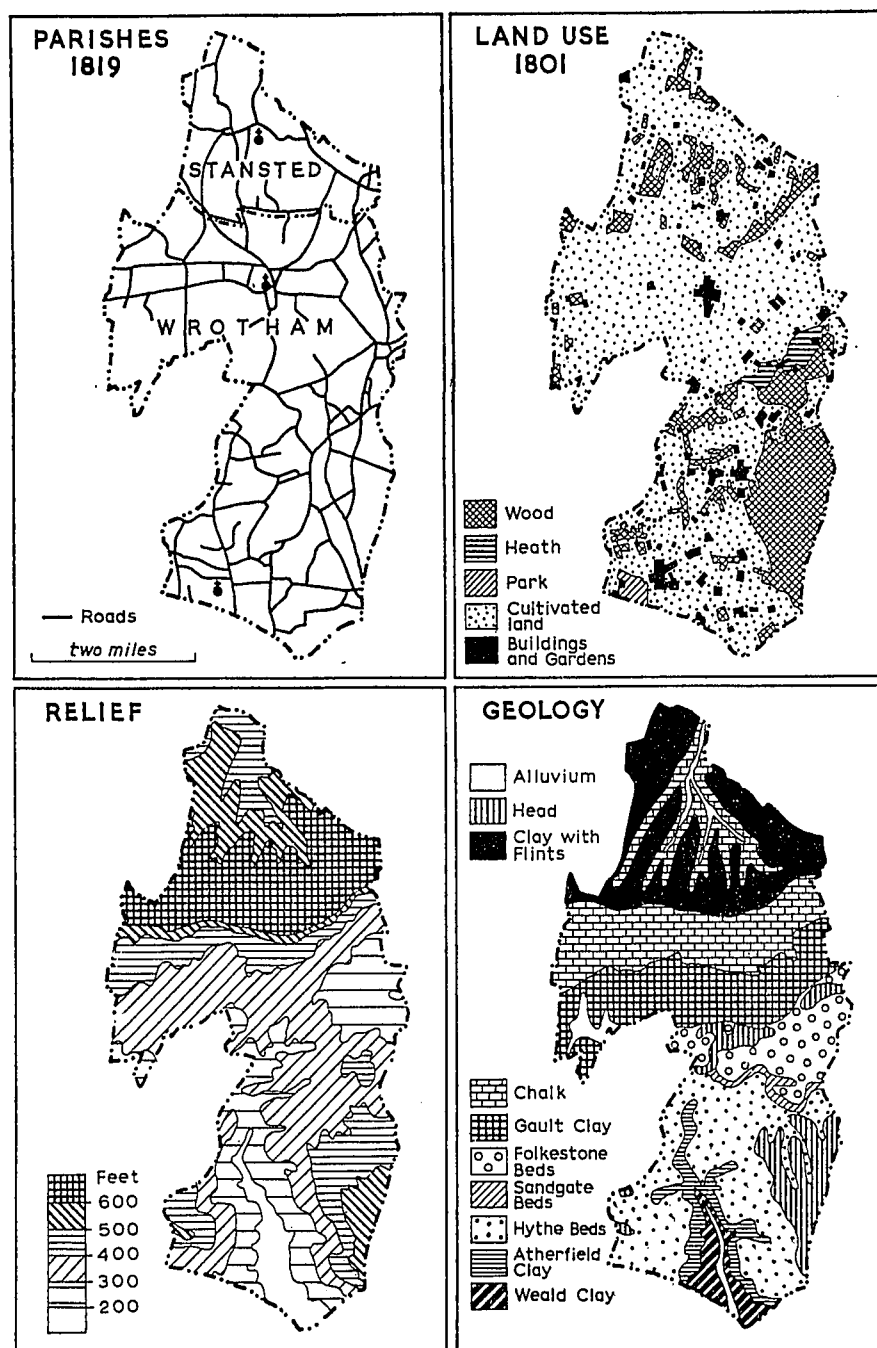 PARISHES
1819
STANSTED
WROTHAM
Roads
two miles
LAND USE
1801
Wood
Heath
Park
Cultivated
land
Buildings
and Gardens
RELIEF
Feet
600
500
400
300
200
GEOLOGY
Alluvium
Head
Clay with
Flints
Chalk
Gault Clay
Folkestone
Beds
Sandgate
Beds
Hythe Beds
Atherfield
Clay
Weald Clay